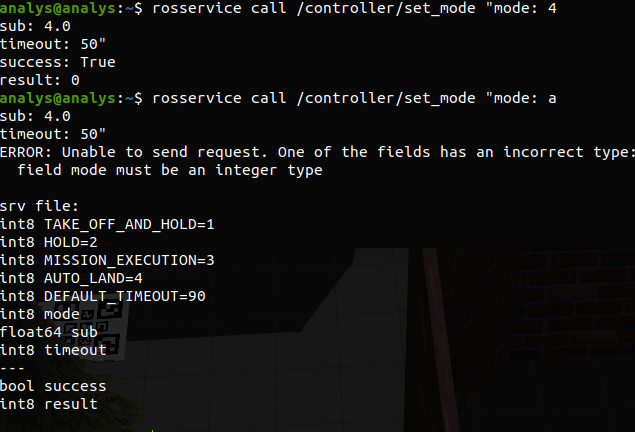 analys@analys:~$ rosservice call /controller/set_mode "mode: 4
sub: 4.0
timeout: 50"
success: True
result: 0
analys@analys:~$ rosservice call /controller/set_mode "mode: a
sub: 4.0
timeout: 50"
ERROR: Unable to send request. One of the fields has an incorrect type:
  field mode must be an integer type

srv file:
int8 TAKE_OFF_AND_HOLD=1
int8 HOLD=2
int8 MISSION_EXECUTION=3
int8 AUTO_LAND=4
int8 DEFAULT_TIMEOUT=90
int8 mode
float64 sub
int8 timeout
---
bool success
int8 result